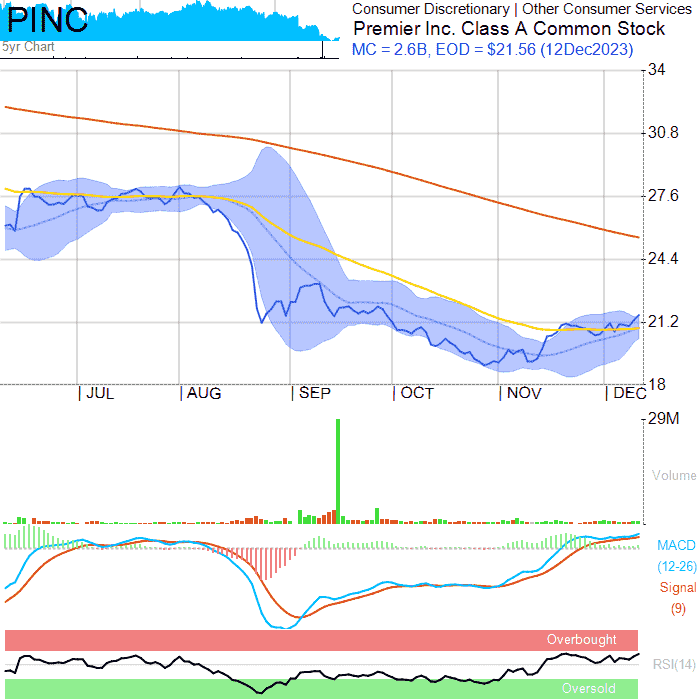 PINC
5yr Chart
Consumer Discretionary | Other Consumer Services
Premier Inc. Class A Common Stock
MC = 2.6B, EOD = $21.56 (12Dec2023)
34
30.8
27.6
24.4
21.2
18
| JUL | AUG | SEP | OCT | NOV | DEC
29M
Volume
MACD
(12-26)
Signal
(9)
Overbought
RSI(14)
Oversold